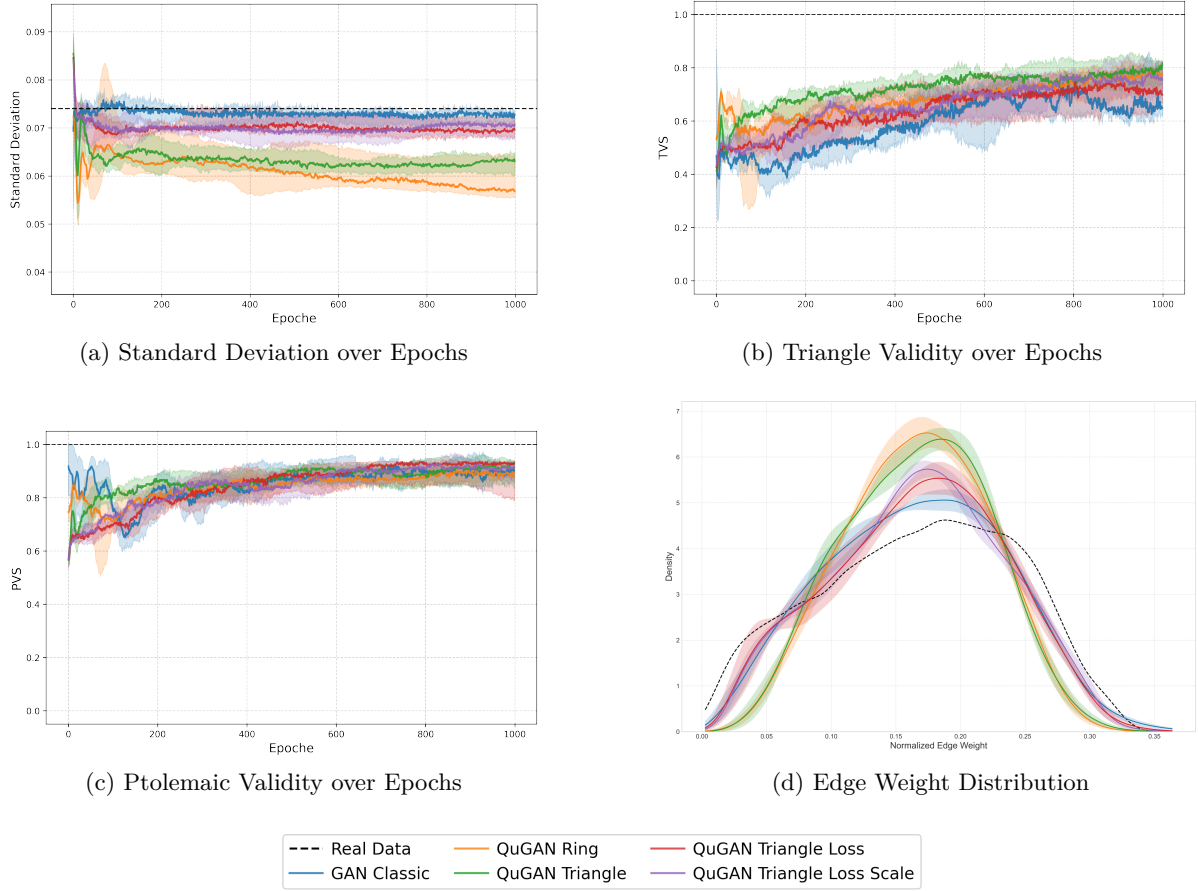 0.09
0.08
0.07
0.06
0.05
0.04
Standard Deviation
0 200 400 600 800 1000
Epoche
(a) Standard Deviation over Epochs
1.0
0.8
0.6
0.4
0.2
0.0
TVS
0 200 400 600 800 1000
Epoche
(b) Triangle Validity over Epochs
1.0
0.8
0.6
0.4
0.2
0.0
PVS
0 200 400 600 800 1000
Epoche
(c) Ptolemaic Validity over Epochs
7
6
5
4
3
2
1
0
Density
0.00 0.05 0.10 0.15 0.20 0.25 0.30 0.35
Normalized Edge Weight
(d) Edge Weight Distribution
Real Data QuGAN Ring QuGAN Triangle Loss
GAN Classic QuGAN Triangle QuGAN Triangle Loss Scale